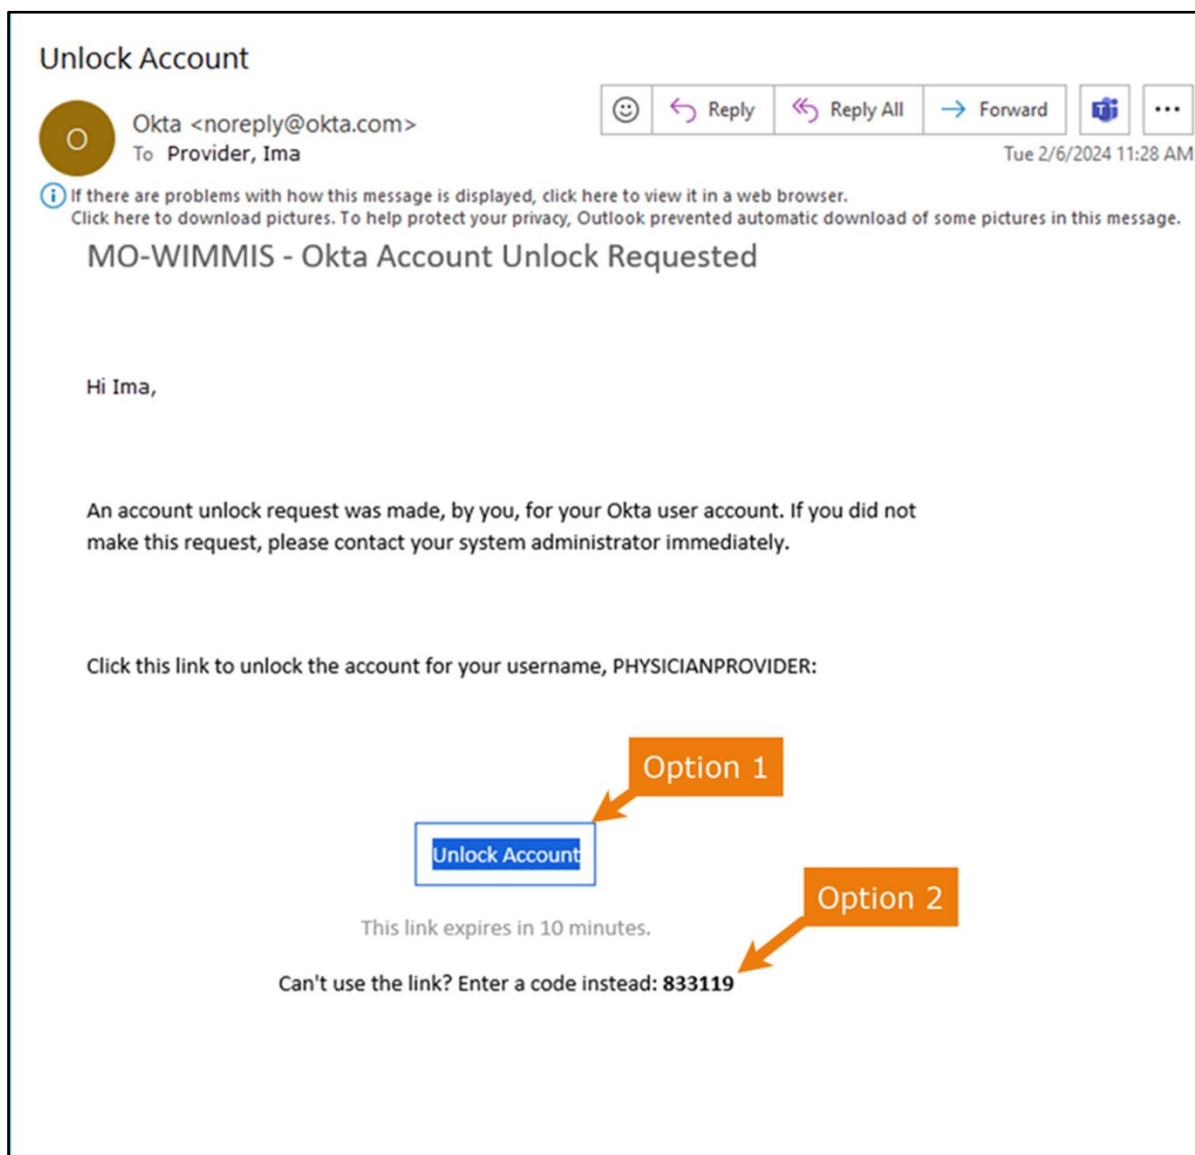 Unlock Account
O
Okta <noreply@okta.com>
To Provider, Ima
Reply
Reply All
Forward
Tue 2/6/2024 11:28 AM
If there are problems with how this message is displayed, click here to view it in a web browser.
Click here to download pictures. To help protect your privacy, Outlook prevented automatic download of some pictures in this message.
MO-WIMMIS - Okta Account Unlock Requested
Hi Ima,
An account unlock request was made, by you, for your Okta user account. If you did not
make this request, please contact your system administrator immediately.
Click this link to unlock the account for your username, PHYSICIANPROVIDER:
Option 1
Unlock Account
Option 2
This link expires in 10 minutes.
Can't use the link? Enter a code instead: 833119